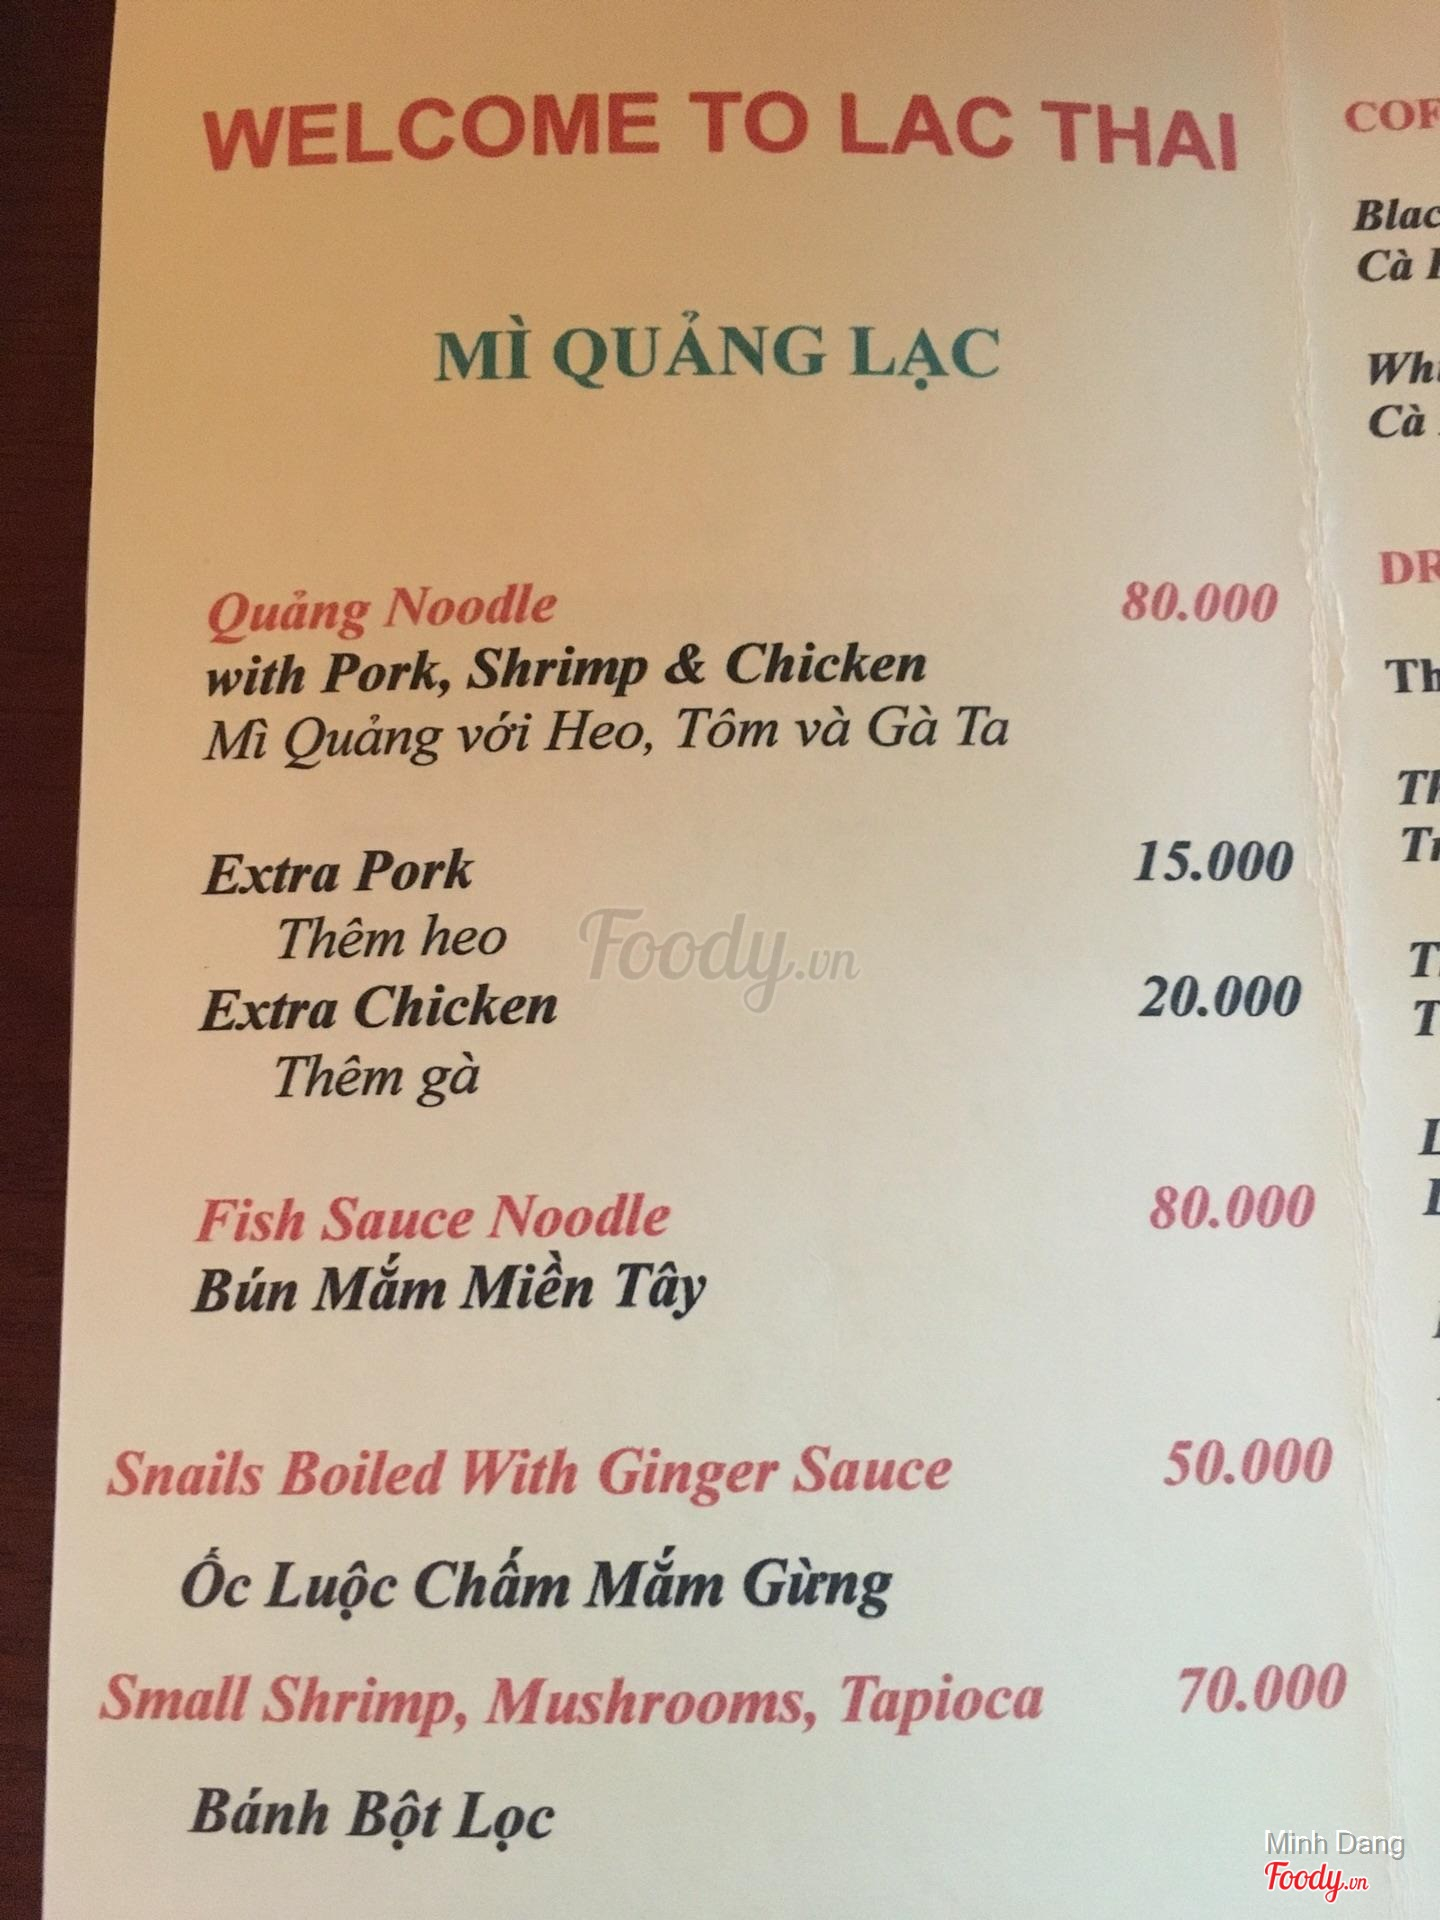 WELCOME TO LAC THAI
MÌ QUẢNG LẠC
Quảng Noodle 80.000
with Pork, Shrimp & Chicken
Mì Quảng với Heo, Tôm và Gà Ta
Extra Pork 15.000
Thêm heo
Extra Chicken 20.000
Thêm gà
Fish Sauce Noodle 80.000
Bún Mắm Miền Tây
Snails Boiled With Ginger Sauce 50.000
Ốc Luộc Chấm Mắm Gừng
Small Shrimp, Mushrooms, Tapioca 70.000
Bánh Bột Lọc
Cà
Cà
Foody.vn
Minh Dang
Foody.vn